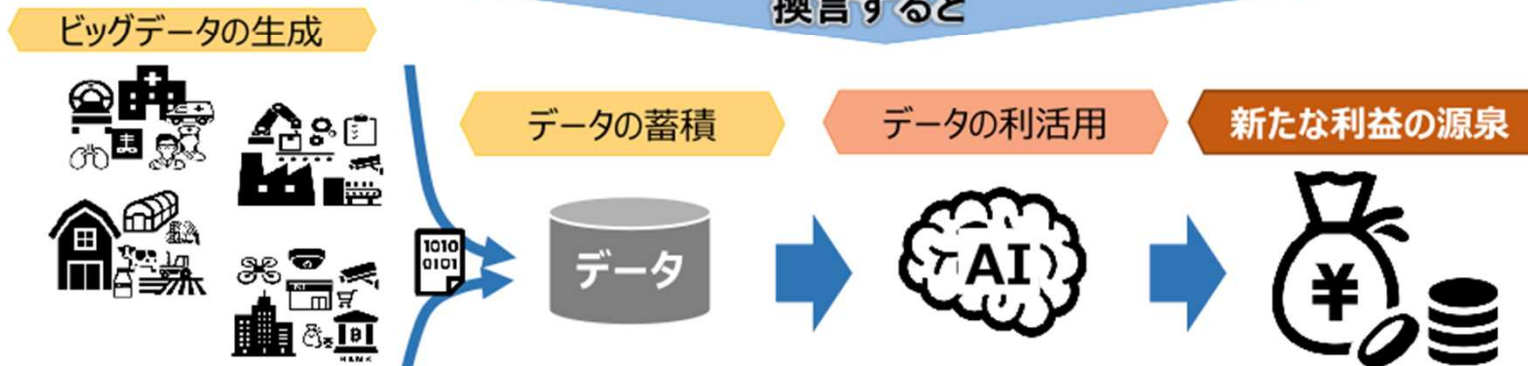 換言すると
ビッグデータの生成
データの蓄積
データの利活用
新たな利益の源泉
1010
0101
データ
AI
¥
BANK